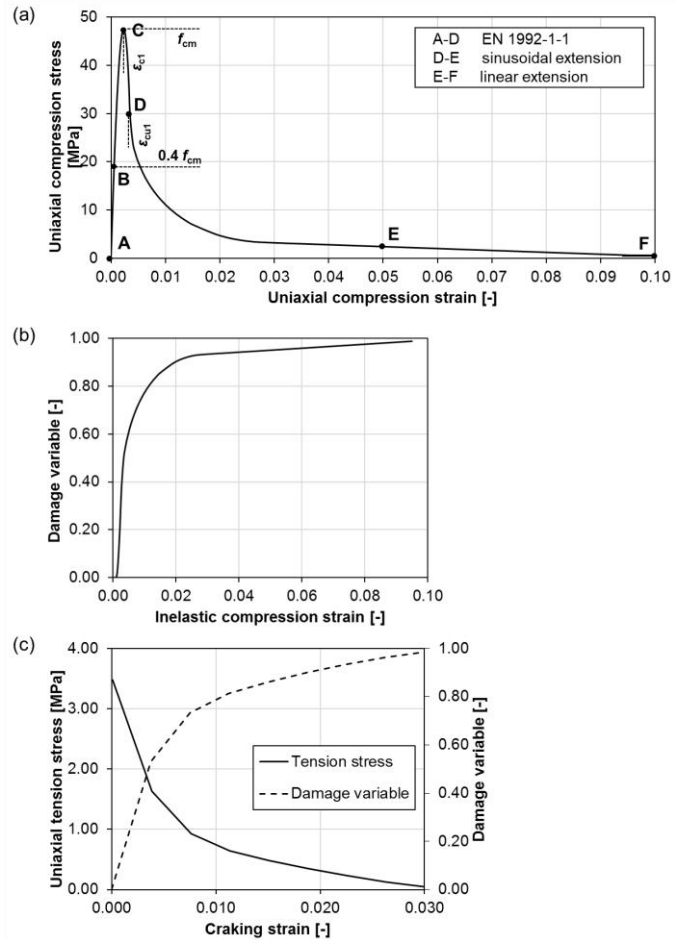 (a)
Uniaxial compression stress
[MPa]
50
40
30
20
10
0
C
f_cm
ε_c1
D
ε_cu1
0.4 f_cm
B
A
E
F
A-D EN 1992-1-1
D-E sinusoidal extension
E-F linear extension
0.00 0.01 0.02 0.03 0.04 0.05 0.06 0.07 0.08 0.09 0.10
Uniaxial compression strain [-]
(b)
Damage variable [-]
1.00
0.80
0.60
0.40
0.20
0.00
0.00 0.02 0.04 0.06 0.08 0.10
Inelastic compression strain [-]
(c)
Uniaxial tension stress [MPa]
4.00
3.00
2.00
1.00
0.00
Tension stress
Damage variable
1.00
0.80
0.60
0.40
0.20
0.00
Damage variable [-]
0.000 0.010 0.020 0.030
Craking strain [-]